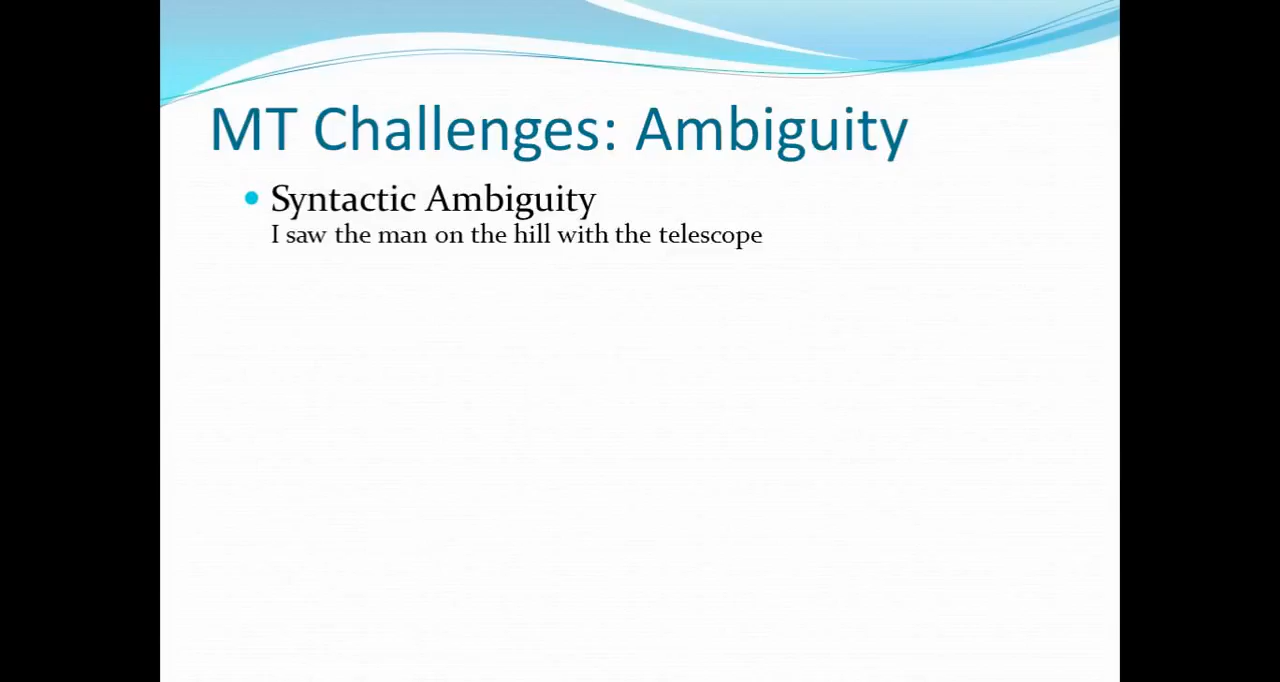 MT Challenges: Ambiguity
Syntactic Ambiguity
I saw the man on the hill with the telescope